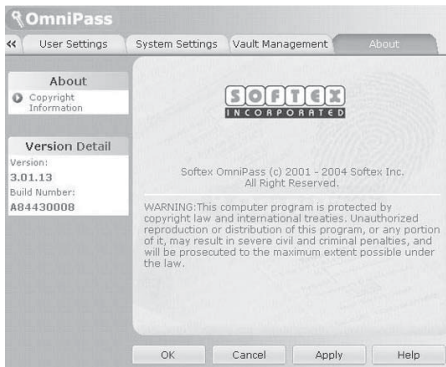 OmniPass
« User Settings System Settings Vault Management About
About
Copyright
Information
Version Detail
Version:
3.01.13
Build Number:
A84430008
SOFTEX
INCORPORATED
Softex OmniPass (c) 2001 - 2004 Softex Inc.
All Right Reserved.
WARNING:This computer program is protected by
copyright law and international treaties. Unauthorized
reproduction or distribution of this program, or any portion
of it, may result in severe civil and criminal penalties, and
will be prosecuted to the maximum extent possible under
the law.
OK Cancel Apply Help